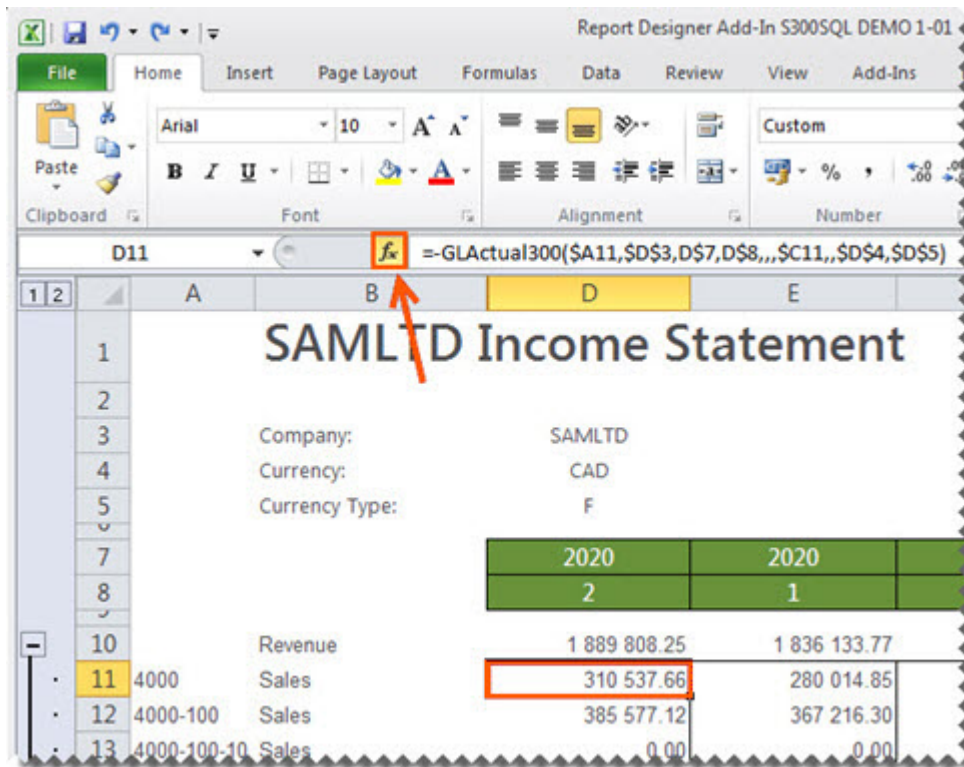 Report Designer Add-In S300SQL DEMO 1-01
File Home Insert Page Layout Formulas Data Review View Add-Ins
Arial 10 A A Custom
Paste B I U A % , .00
Clipboard Font Alignment Number
D11 fx =-GLActual300($A11,$D$3,D$7,D$8,,,$C11,,$D$4,$D$5)
1 2 A B D E
1 SAMLTD Income Statement
2
3 Company: SAMLTD
4 Currency: CAD
5 Currency Type: F
7 2020 2020
8 2 1
10 Revenue 1 889 808.25 1 836 133.77
11 4000 Sales 310 537.66 280 014.85
12 4000-100 Sales 385 577.12 367 216.30
13 4000-100-10 Sales 0.00 0.00